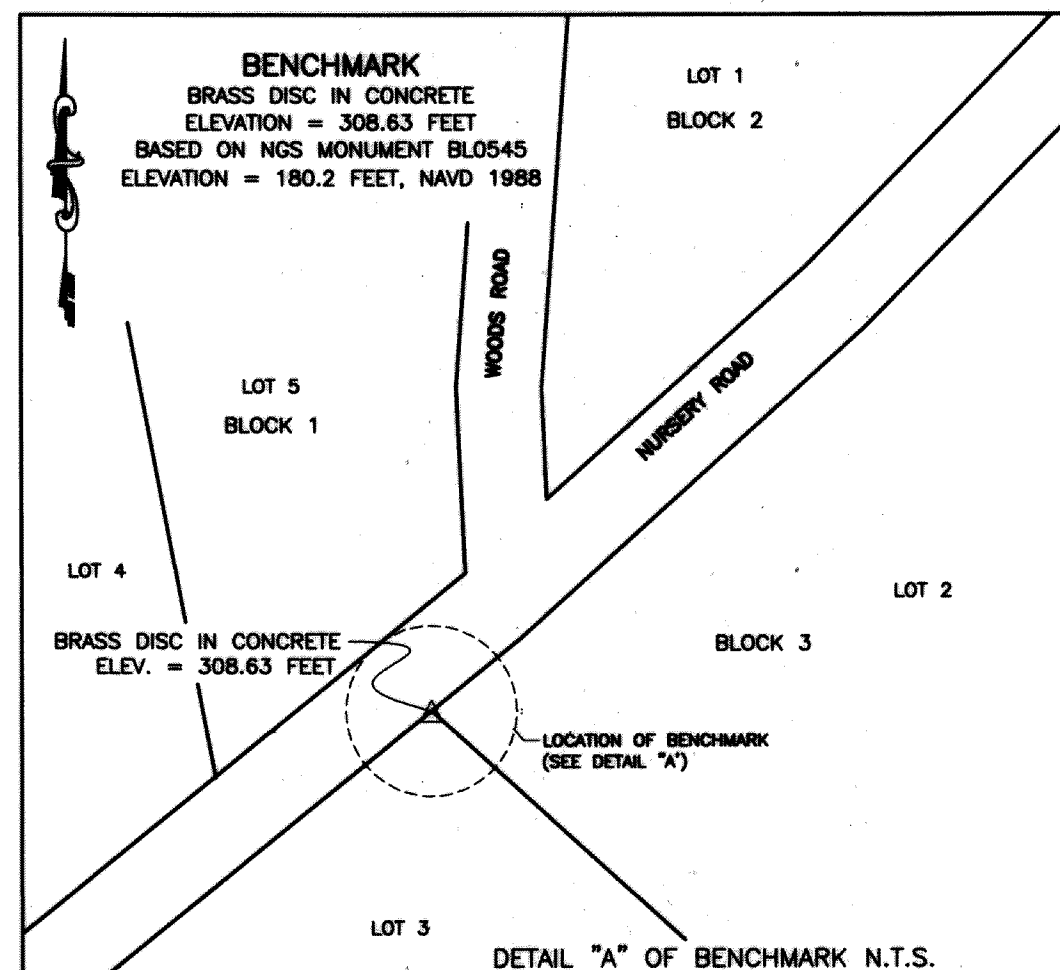 BENCHMARK
BRASS DISC IN CONCRETE
ELEVATION = 308.63 FEET
BASED ON NGS MONUMENT BL0545
ELEVATION = 180.2 FEET, NAVD 1988
LOT 1
BLOCK 2
WOODS ROAD
NURSERY ROAD
LOT 5
BLOCK 1
LOT 4
LOT 2
BLOCK 3
BRASS DISC IN CONCRETE
ELEV. = 308.63 FEET
LOCATION OF BENCHMARK
(SEE DETAIL "A")
LOT 3
DETAIL "A" OF BENCHMARK N.T.S.